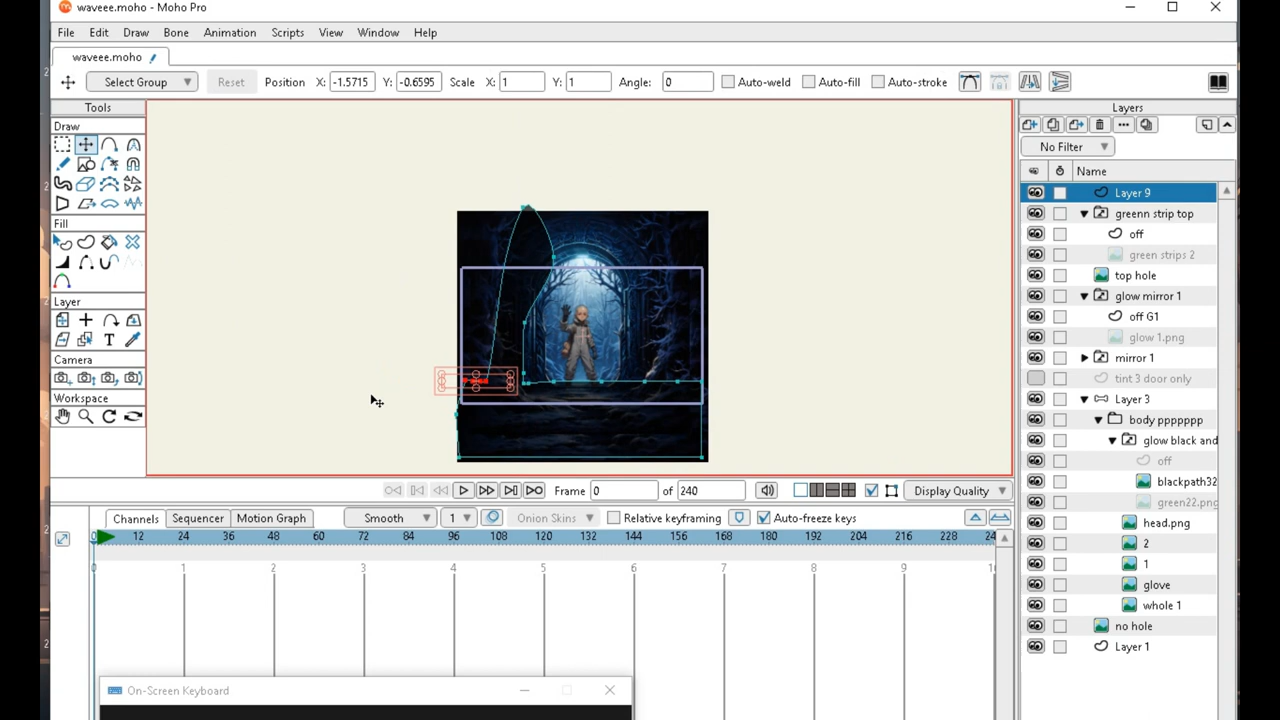 waveee.moho - Moho Pro
File Edit Draw Bone Animation Scripts View Window Help
waveee.moho
Select Group Reset Position X: -1.5715 Y: -0.6595 Scale X: 1 Y: 1 Angle: 0 Auto-weld Auto-fill Auto-stroke
Tools
Draw
Fill
Layer
Camera
Workspace
Layers
No Filter
Name
Layer 9
greenn strip top
off
green strips 2
top hole
glow mirror 1
off G1
glow 1.png
mirror 1
tint 3 door only
Layer 3
body ppppppp
glow black and
off
blackpath32
green22.png
head.png
2
1
glove
whole 1
no hole
Layer 1
Frame 0 of 240 Display Quality
Channels Sequencer Motion Graph Smooth 1 Onion Skins Relative keyframing Auto-freeze keys
0 12 24 36 48 60 72 84 96 108 120 132 144 156 168 180 192 204 216 228 24
0 1 2 3 4 5 6 7 8 9 10
On-Screen Keyboard